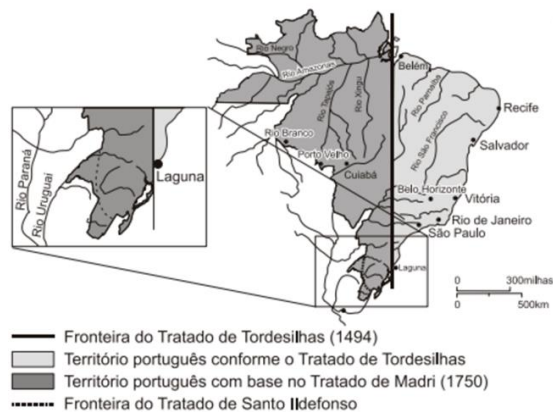 Rio Negro
Rio Amazonas
Belém
Rio Tapajós
Rio Xingu
Rio Parnaíba
Recife
Rio São Francisco
Rio Branco
Porto Velho
Salvador
Cuiabá
Rio Paraná
Rio Uruguai
Laguna
Belo Horizonte
Vitória
Rio de Janeiro
São Paulo
Laguna
0 300milhas
0 500km
Fronteira do Tratado de Tordesilhas (1494)
Território português conforme o Tratado de Tordesilhas
Território português com base no Tratado de Madri (1750)
Fronteira do Tratado de Santo Ildefonso